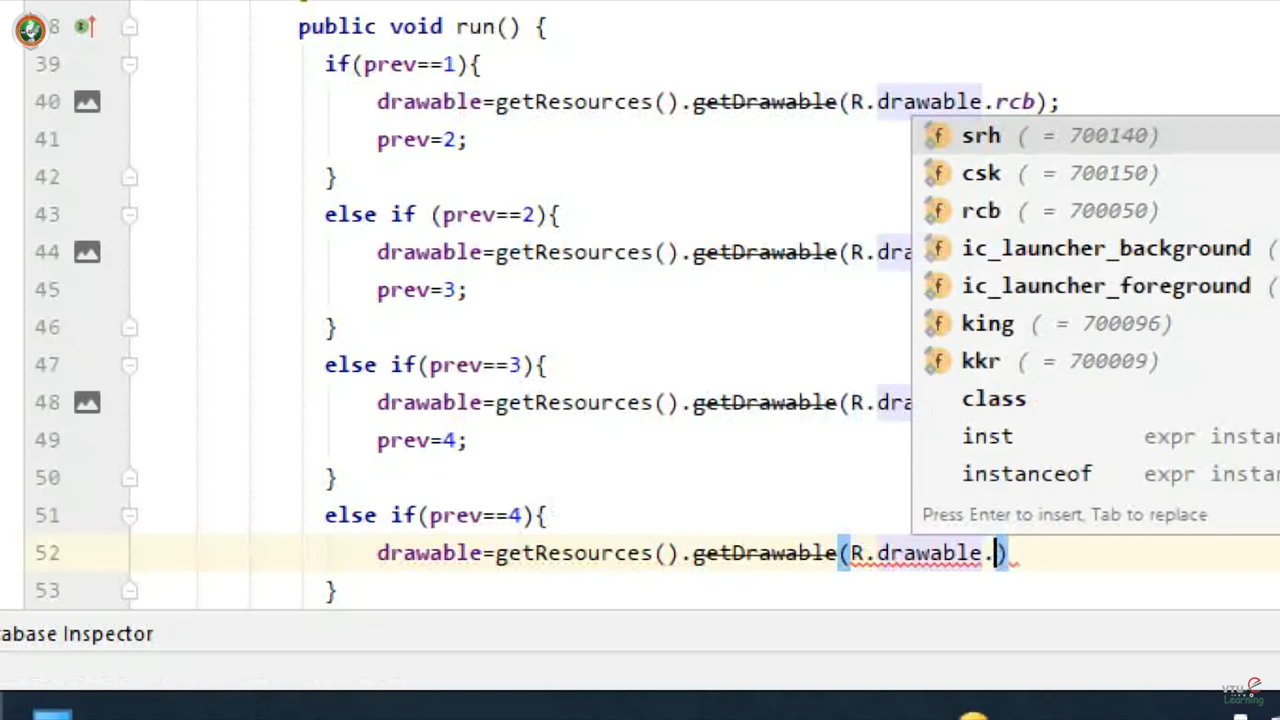 8 public void run() {
39 if(prev==1){
40 drawable=getResources().getDrawable(R.drawable.rcb);
41 prev=2;
42 }
43 else if (prev==2){
44 drawable=getResources().getDrawable(R.dra
45 prev=3;
46 }
47 else if(prev==3){
48 drawable=getResources().getDrawable(R.dra
49 prev=4;
50 }
51 else if(prev==4){
52 drawable=getResources().getDrawable(R.drawable.)
53 }
f srh ( = 700140)
f csk ( = 700150)
f rcb ( = 700050)
f ic_launcher_background (
f ic_launcher_foreground (
f king ( = 700096)
f kkr ( = 700009)
class
inst expr instan
instanceof expr instan
Press Enter to insert, Tab to replace
abase Inspector
VTU e
Learning